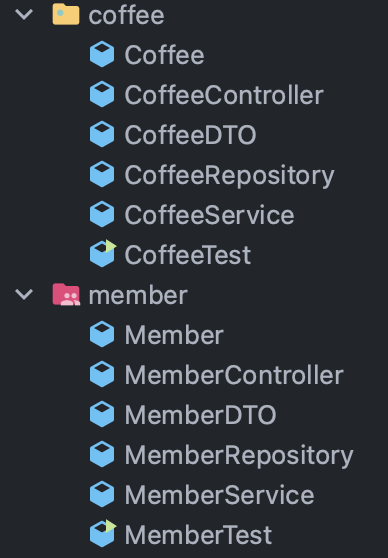 coffee
Coffee
CoffeeController
CoffeeDTO
CoffeeRepository
CoffeeService
CoffeeTest
member
Member
MemberController
MemberDTO
MemberRepository
MemberService
MemberTest